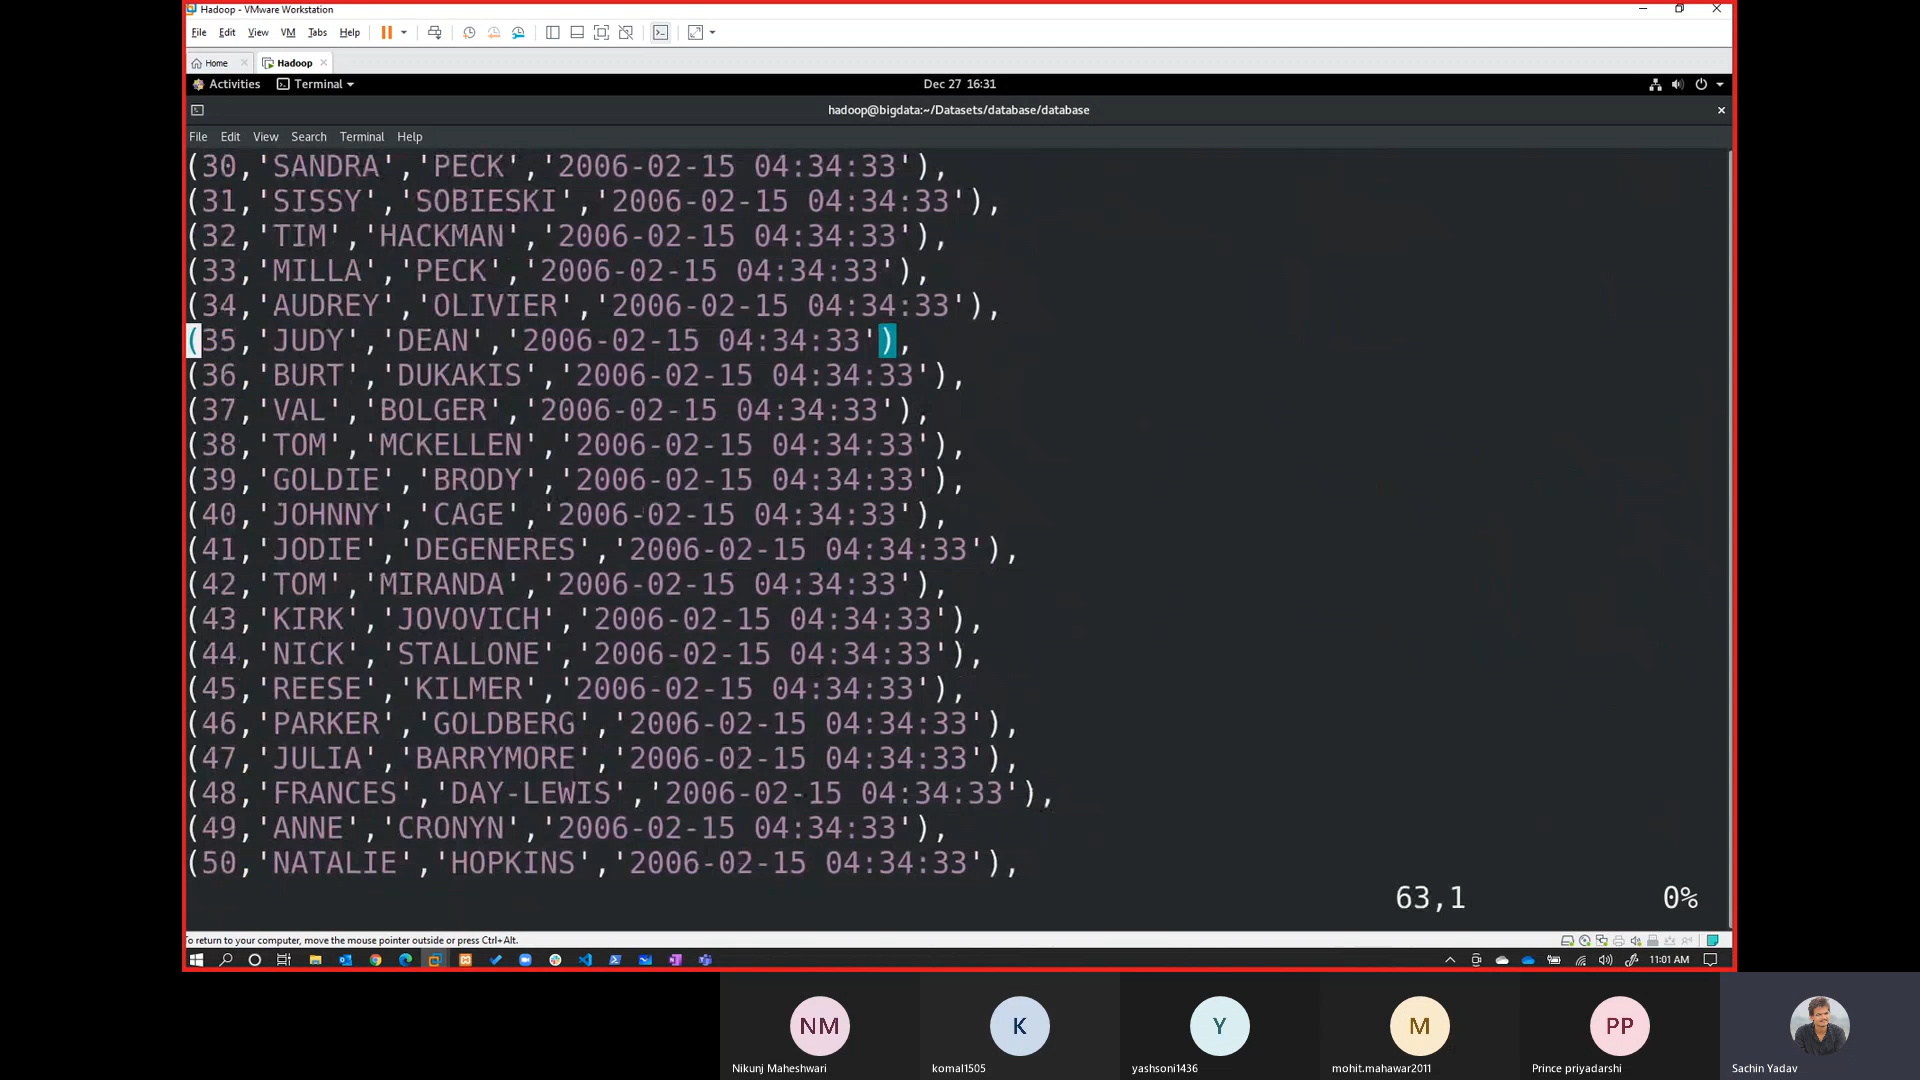 Hadoop - VMware Workstation
File Edit View VM Tabs Help
Home Hadoop
Activities Terminal Dec 27 16:31
hadoop@bigdata:~/Datasets/database/database
File Edit View Search Terminal Help
(30,'SANDRA','PECK','2006-02-15 04:34:33'),
(31,'SISSY','SOBIESKI','2006-02-15 04:34:33'),
(32,'TIM','HACKMAN','2006-02-15 04:34:33'),
(33,'MILLA','PECK','2006-02-15 04:34:33'),
(34,'AUDREY','OLIVIER','2006-02-15 04:34:33'),
(35,'JUDY','DEAN','2006-02-15 04:34:33'),
(36,'BURT','DUKAKIS','2006-02-15 04:34:33'),
(37,'VAL','BOLGER','2006-02-15 04:34:33'),
(38,'TOM','MCKELLEN','2006-02-15 04:34:33'),
(39,'GOLDIE','BRODY','2006-02-15 04:34:33'),
(40,'JOHNNY','CAGE','2006-02-15 04:34:33'),
(41,'JODIE','DEGENERES','2006-02-15 04:34:33'),
(42,'TOM','MIRANDA','2006-02-15 04:34:33'),
(43,'KIRK','JOVOVICH','2006-02-15 04:34:33'),
(44,'NICK','STALLONE','2006-02-15 04:34:33'),
(45,'REESE','KILMER','2006-02-15 04:34:33'),
(46,'PARKER','GOLDBERG','2006-02-15 04:34:33'),
(47,'JULIA','BARRYMORE','2006-02-15 04:34:33'),
(48,'FRANCES','DAY-LEWIS','2006-02-15 04:34:33'),
(49,'ANNE','CRONYN','2006-02-15 04:34:33'),
(50,'NATALIE','HOPKINS','2006-02-15 04:34:33'),
63,1 0%
To return to your computer, move the mouse pointer outside or press Ctrl+Alt.
11:01 AM
NM K Y M PP
Nikunj Maheshwari komal1505 yashsoni1436 mohit.mahawar2011 Prince priyadarshi Sachin Yadav